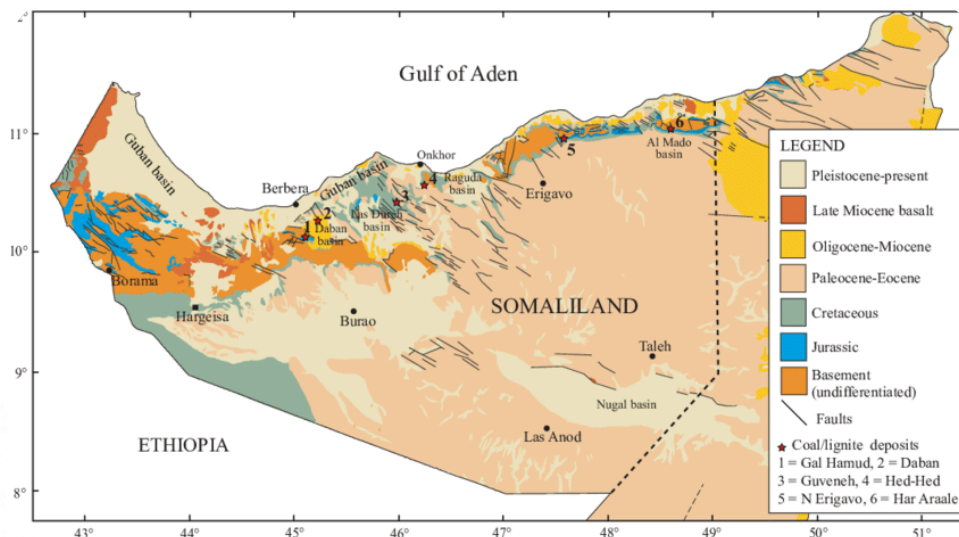 2°
11°
10°
9°
8°
43°
44°
45°
46°
47°
48°
49°
50°
51°
Gulf of Aden
Guban basin
Berbera
Guban basin
Onkhor
4
Raguda
basin
3
Las Dureh
basin
2
1
Daban
basin
5
6
Al Mado
basin
Erigavo
Borama
Hargeisa
Burao
SOMALILAND
Taleh
Nugal basin
Las Anod
ETHIOPIA
LEGEND
Pleistocene-present
Late Miocene basalt
Oligocene-Miocene
Paleocene-Eocene
Cretaceous
Jurassic
Basement
(undifferentiated)
Faults
Coal/lignite deposits
1 = Gal Hamud, 2 = Daban
3 = Guveneh, 4 = Hed-Hed
5 = N Erigavo, 6 = Har Araale